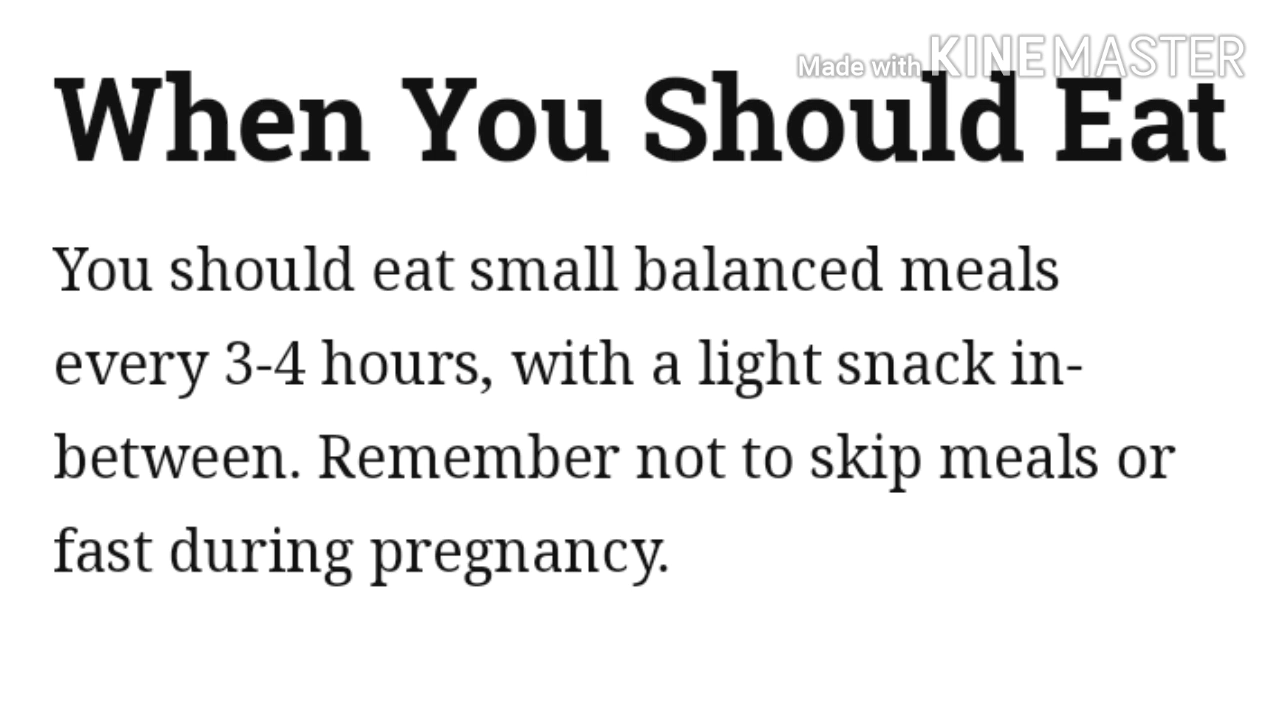 Made with KINEMASTER
When You Should Eat
You should eat small balanced meals
every 3-4 hours, with a light snack in-
between. Remember not to skip meals or
fast during pregnancy.